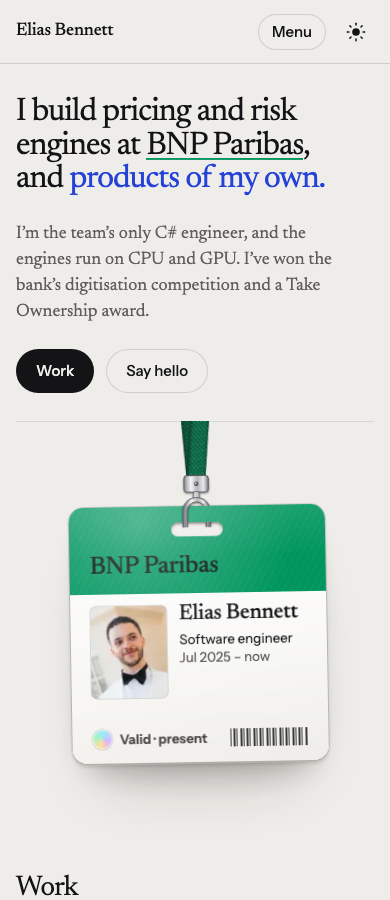 Elias Bennett
Menu
I build pricing and risk
engines at BNP Paribas,
and products of my own.
I’m the team’s only C# engineer, and the
engines run on CPU and GPU. I’ve won the
bank’s digitisation competition and a Take
Ownership award.
Work
Say hello
BNP Paribas
Elias Bennett
Software engineer
Jul 2025 – now
Valid · present
Work